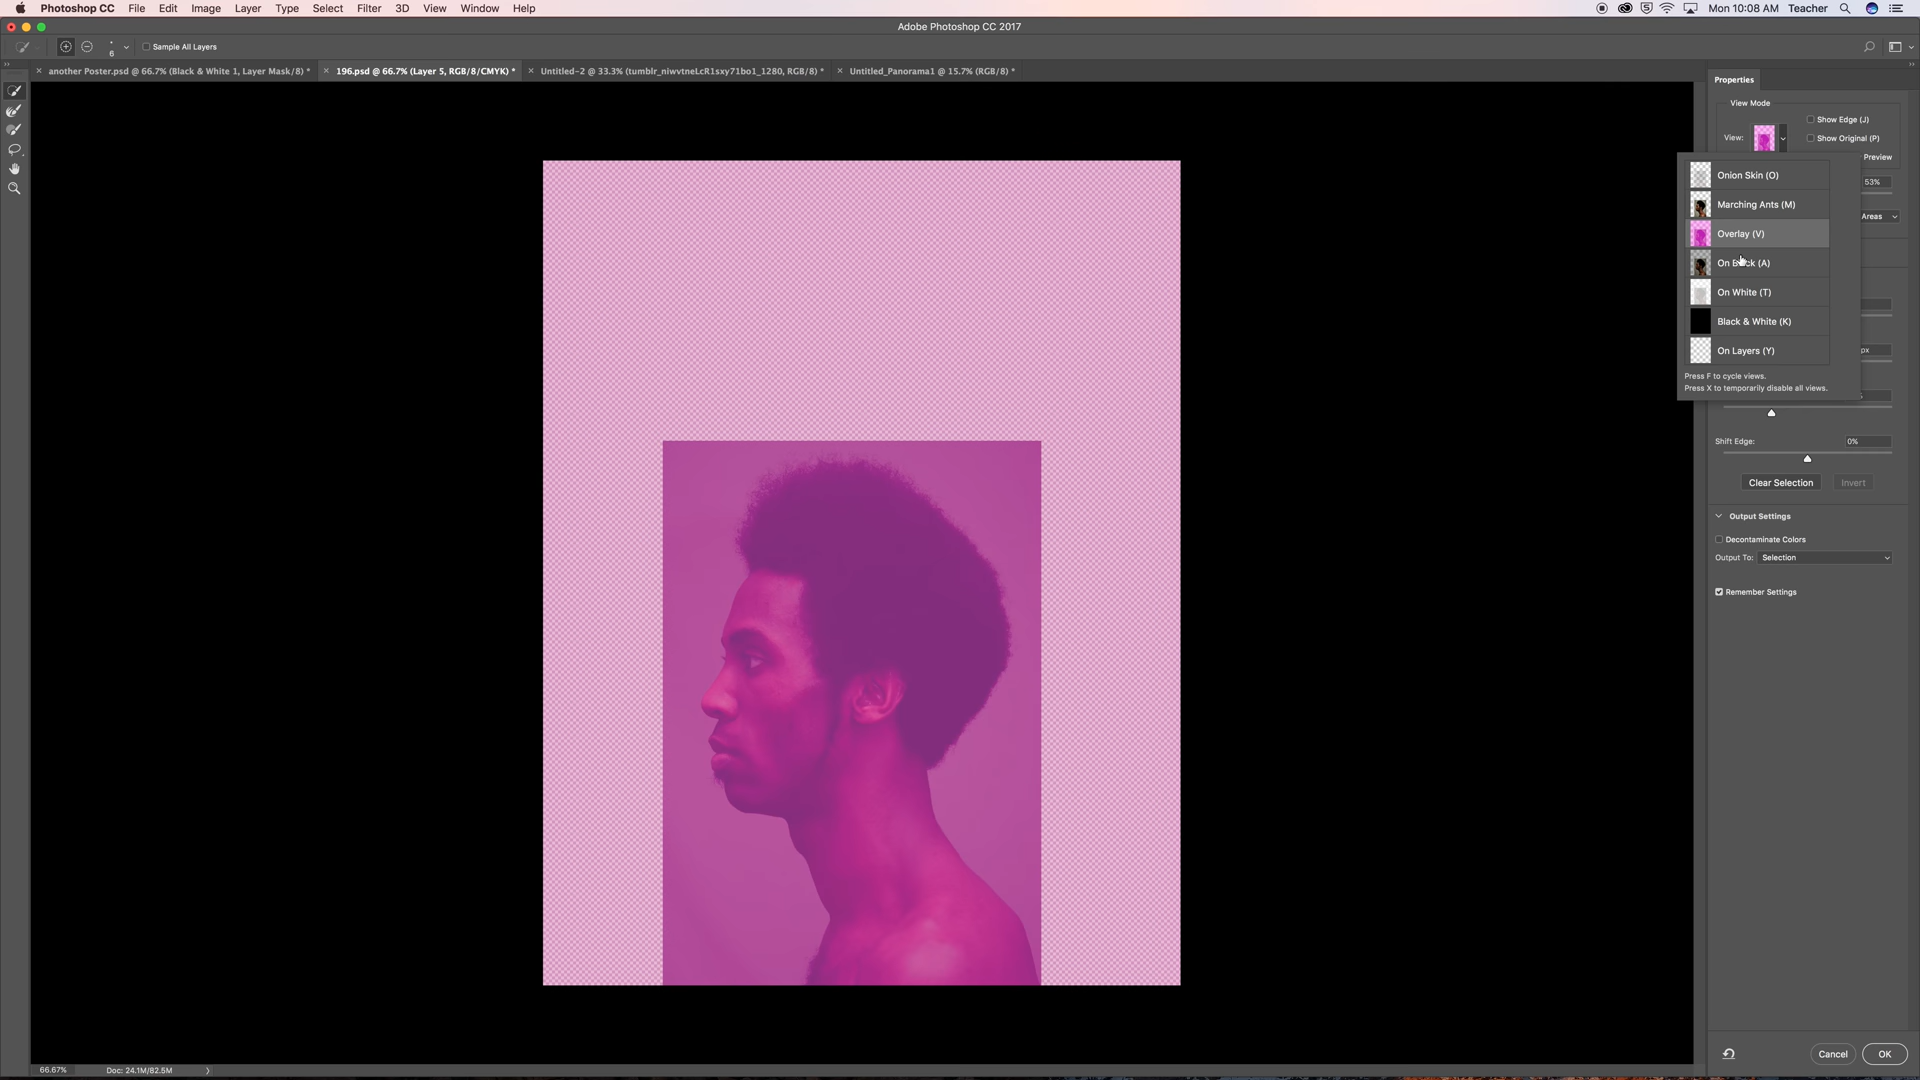 Photoshop CC File Edit Image Layer Type Select Filter 3D View Window Help
Mon 10:08 AM Teacher
Adobe Photoshop CC 2017
6 Sample All Layers
another Poster.psd @ 66.7% (Black & White 1, Layer Mask/8) *
196.psd @ 66.7% (Layer 5, RGB/8/CMYK) *
Untitled-2 @ 33.3% (tumblr_niwvtneLcR1sxy71bo1_1280, RGB/8) *
Untitled_Panorama1 @ 15.7% (RGB/8) *
Properties
View Mode
Show Edge (J)
View:
Show Original (P)
Preview
53%
Areas
Onion Skin (O)
Marching Ants (M)
Overlay (V)
(A)
On White (T)
Black & White (K)
On Layers (Y)
px
Press F to cycle views.
Press X to temporarily disable all views.
Shift Edge: 0%
Clear Selection Invert
Output Settings
Decontaminate Colors
Output To: Selection
Remember Settings
Cancel OK
66.67% Doc: 24.1M/82.5M